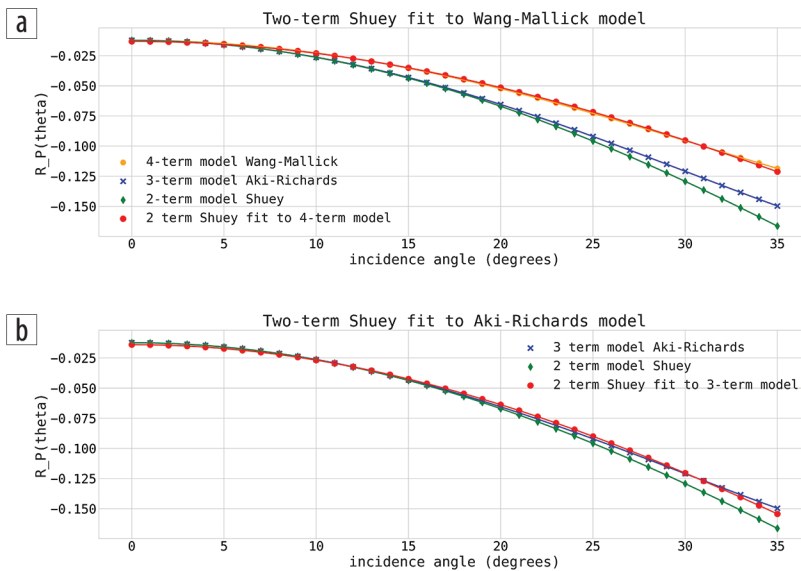 a
Two-term Shuey fit to Wang-Mallick model
R_P(theta)
−0.025
−0.050
−0.075
−0.100
−0.125
−0.150
4-term model Wang-Mallick
3-term model Aki-Richards
2-term model Shuey
2 term Shuey fit to 4-term model
0 5 10 15 20 25 30 35
incidence angle (degrees)
b
Two-term Shuey fit to Aki-Richards model
R_P(theta)
−0.025
−0.050
−0.075
−0.100
−0.125
−0.150
3 term model Aki-Richards
2 term model Shuey
2 term Shuey fit to 3-term model
0 5 10 15 20 25 30 35
incidence angle (degrees)